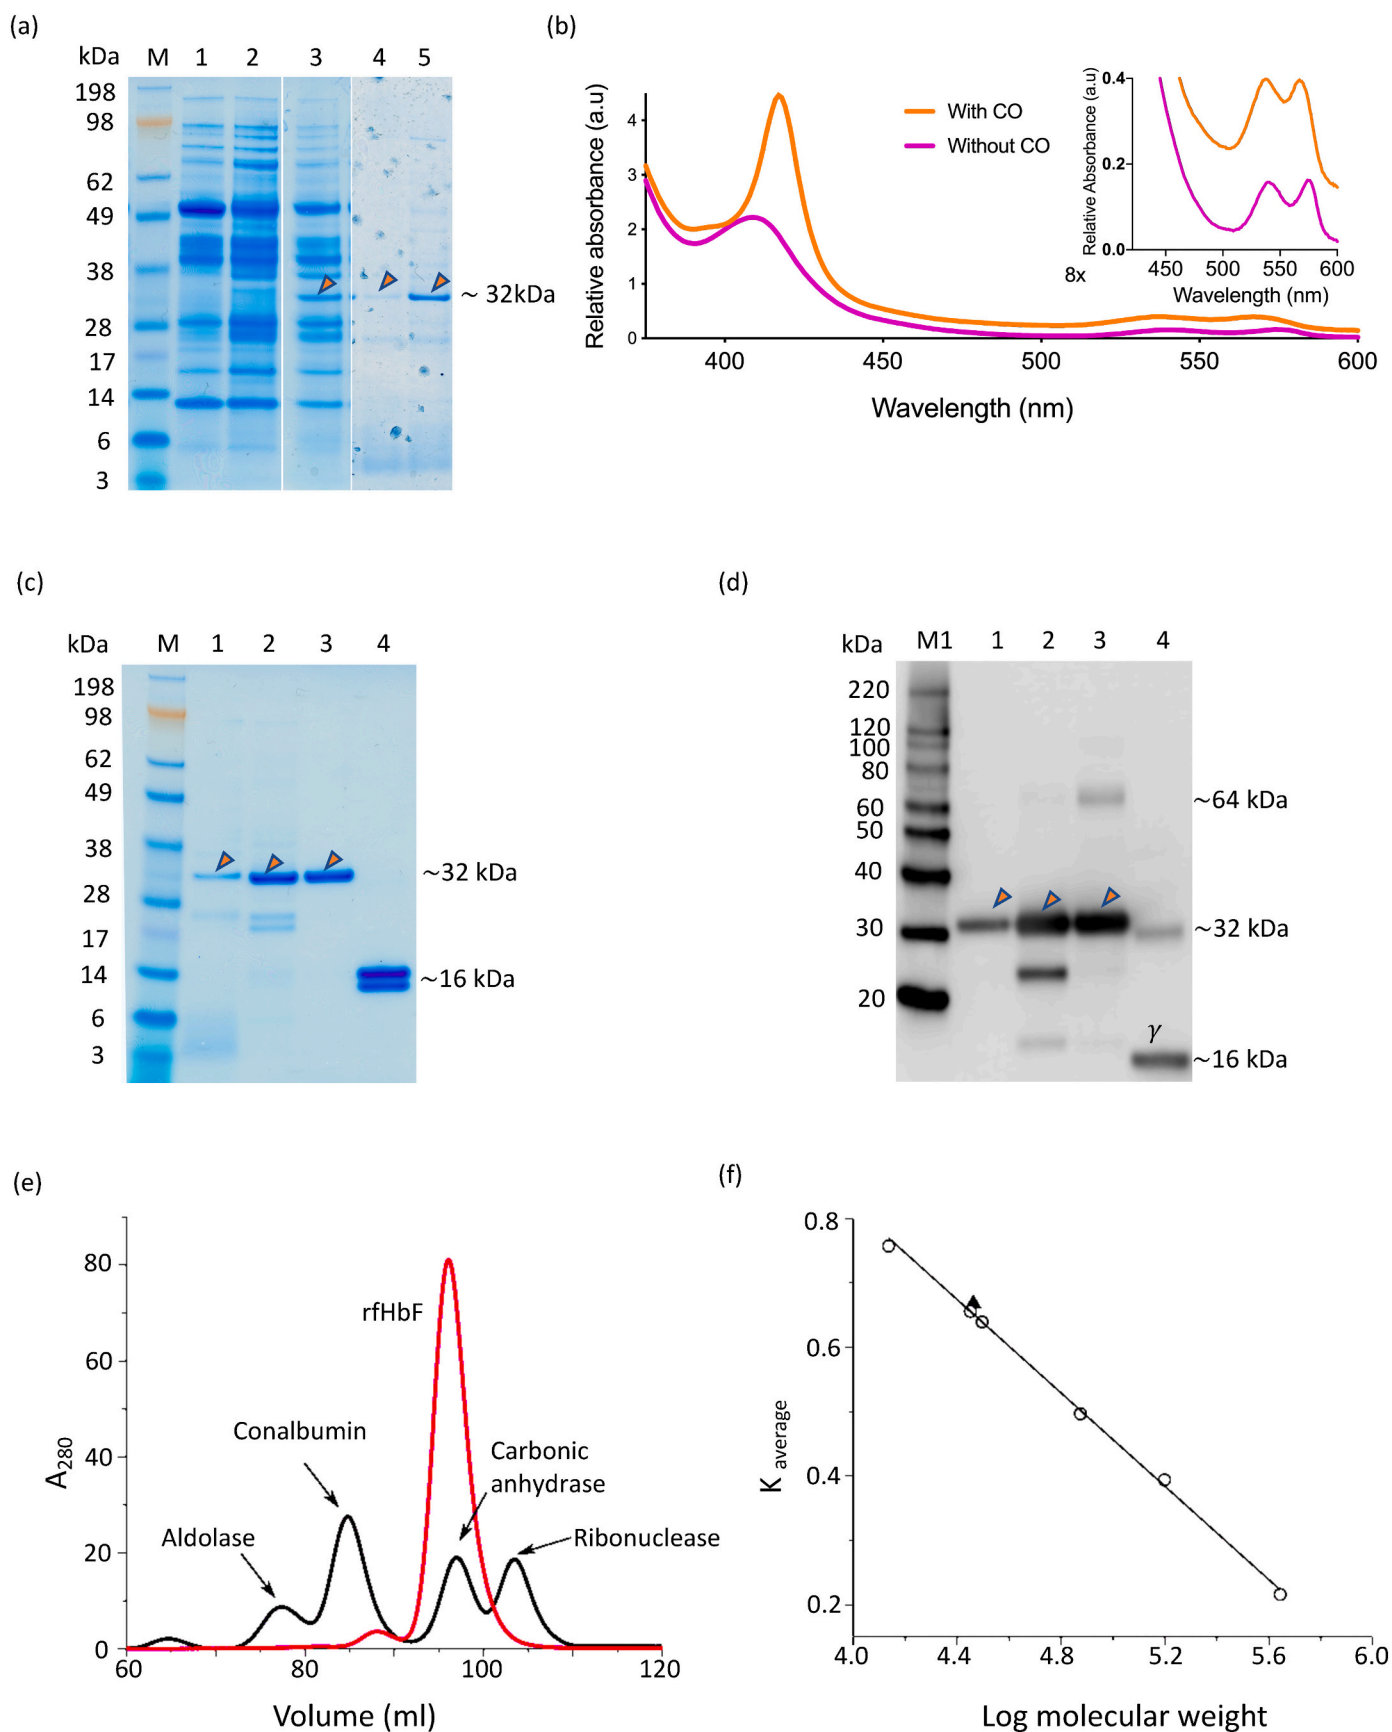 (a)
kDa M 1 2 3 4 5
198
98
62
49
38
28
17
14
6
3
~ 32kDa
(b)
Relative absorbance (a.u)
4
3
2
1
0
400 450 500 550 600
Wavelength (nm)
With CO
Without CO
Relative Absorbance (a.u)
0.4
0.2
0.0
450 500 550 600
8x
Wavelength (nm)
(c)
kDa M 1 2 3 4
198
98
62
49
38
28
17
14
6
3
~32 kDa
~16 kDa
(d)
kDa M1 1 2 3 4
220
120
100
80
60
50
40
30
20
~64 kDa
~32 kDa
γ
~16 kDa
(e)
A280
80
60
40
20
0
60 80 100 120
Volume (ml)
rfHbF
Conalbumin
Carbonic
anhydrase
Aldolase
Ribonuclease
(f)
K average
0.8
0.6
0.4
0.2
4.0 4.4 4.8 5.2 5.6 6.0
Log molecular weight